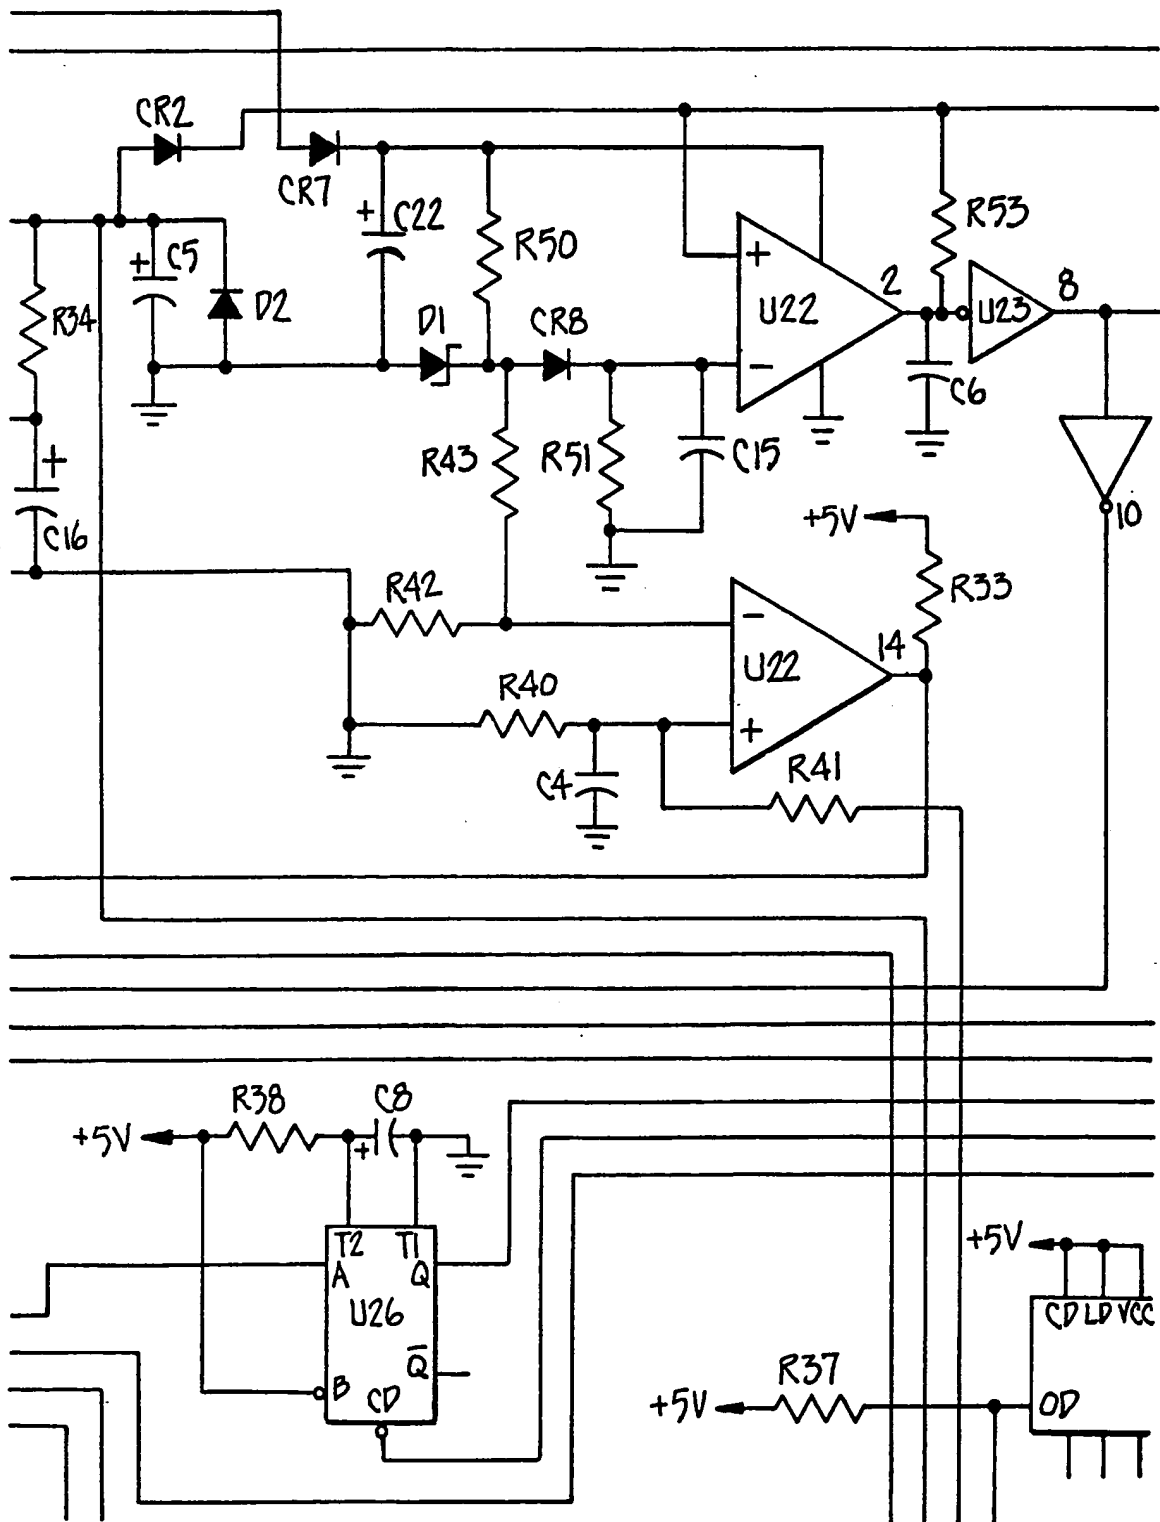 CR2
CR7
+ C22
R50
R53
+ C5
R34
D2
D1
CR8
+
U22
-
2
U23
8
C6
R43
R51
C15
+
C16
+5V
10
R42
R33
-
U22
+
14
R40
C4
R41
R38
C8
+5V
+
T2 T1
A Q
U26
Q̅
B
CD
+5V
CD LD VCC
R37
+5V
OD